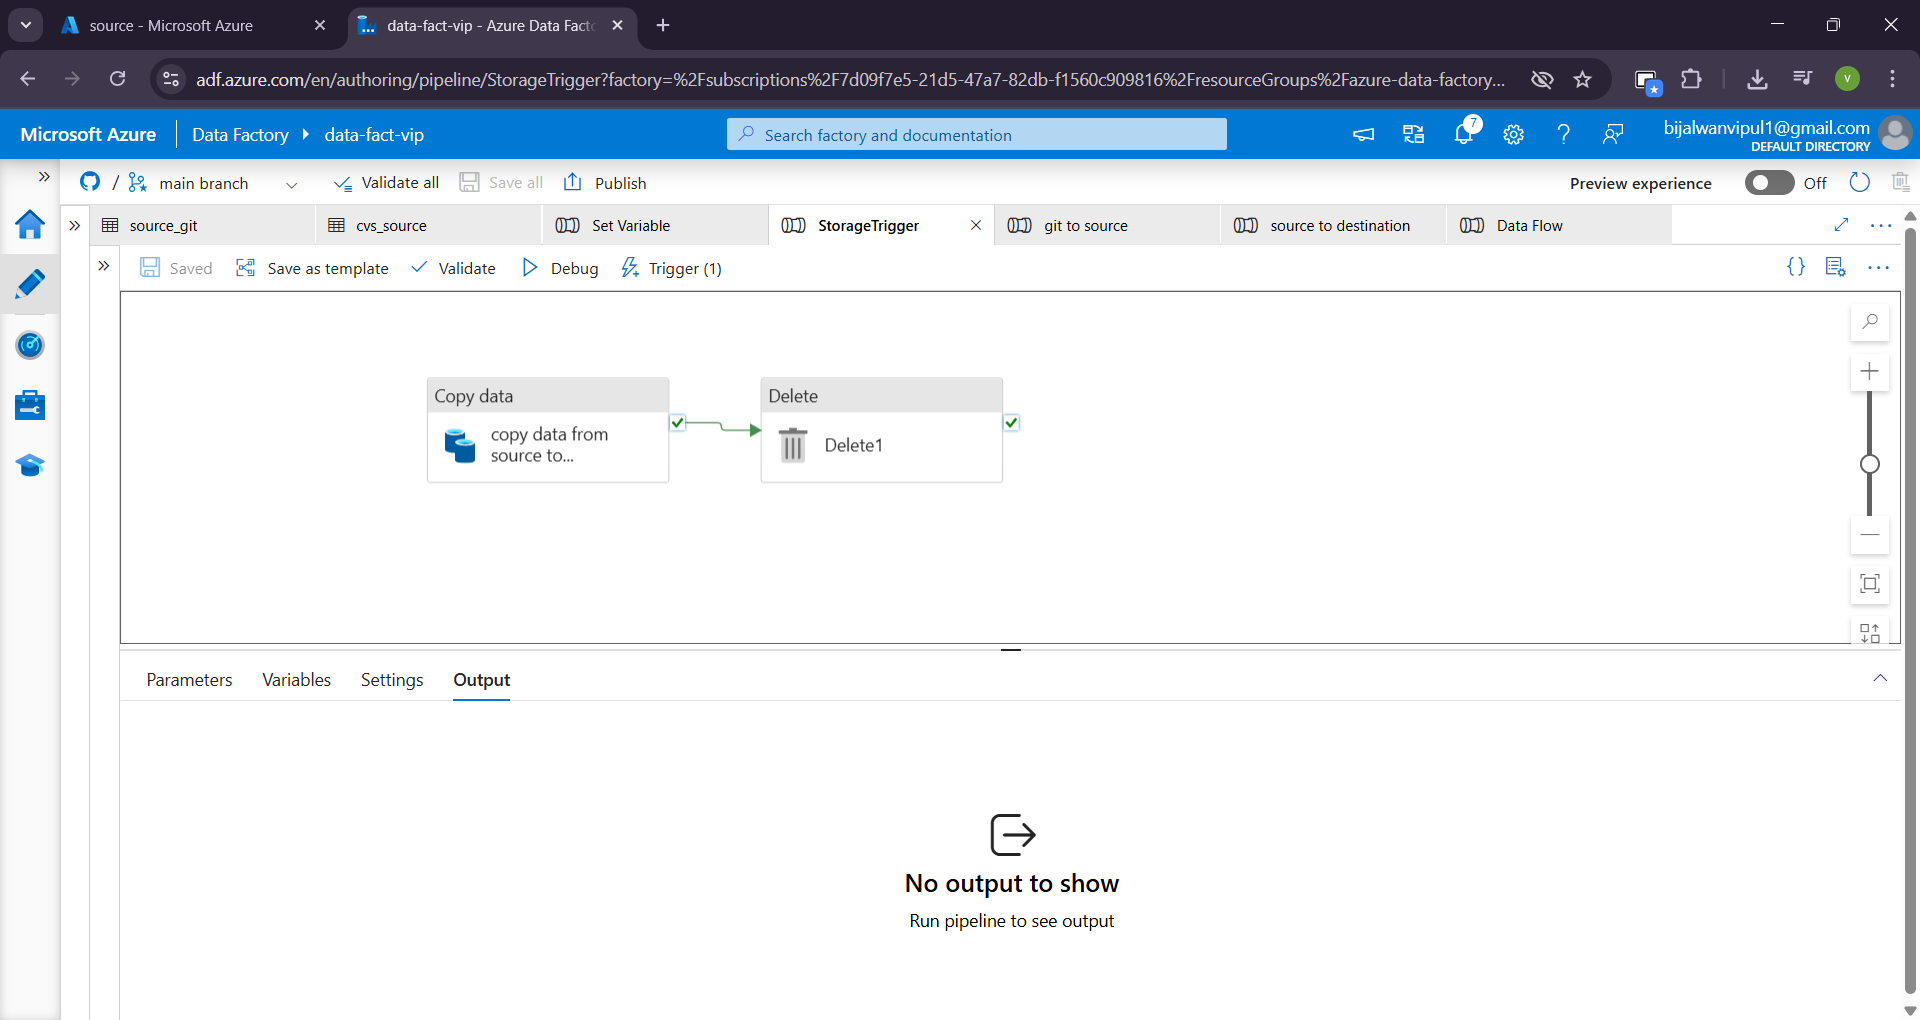 source - Microsoft Azure
data-fact-vip - Azure Data Facto
adf.azure.com/en/authoring/pipeline/StorageTrigger?factory=%2Fsubscriptions%2F7d09f7e5-21d5-47a7-82db-f1560c909816%2FresourceGroups%2Fazure-data-factory...
V
Microsoft Azure
Data Factory
data-fact-vip
Search factory and documentation
7
bijalwanvipul1@gmail.com
DEFAULT DIRECTORY
/
main branch
Validate all
Save all
Publish
Preview experience
Off
source_git
cvs_source
Set Variable
StorageTrigger
git to source
source to destination
Data Flow
Saved
Save as template
Validate
Debug
Trigger (1)
Copy data
copy data from
source to...
Delete
Delete1
Parameters
Variables
Settings
Output
No output to show
Run pipeline to see output